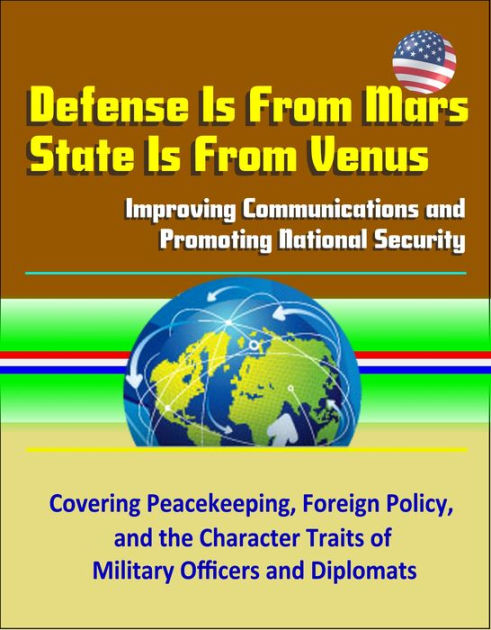 Defense Is From Mars
State Is From Venus
Improving Communications and
Promoting National Security
Covering Peacekeeping, Foreign Policy,
and the Character Traits of
Military Officers and Diplomats